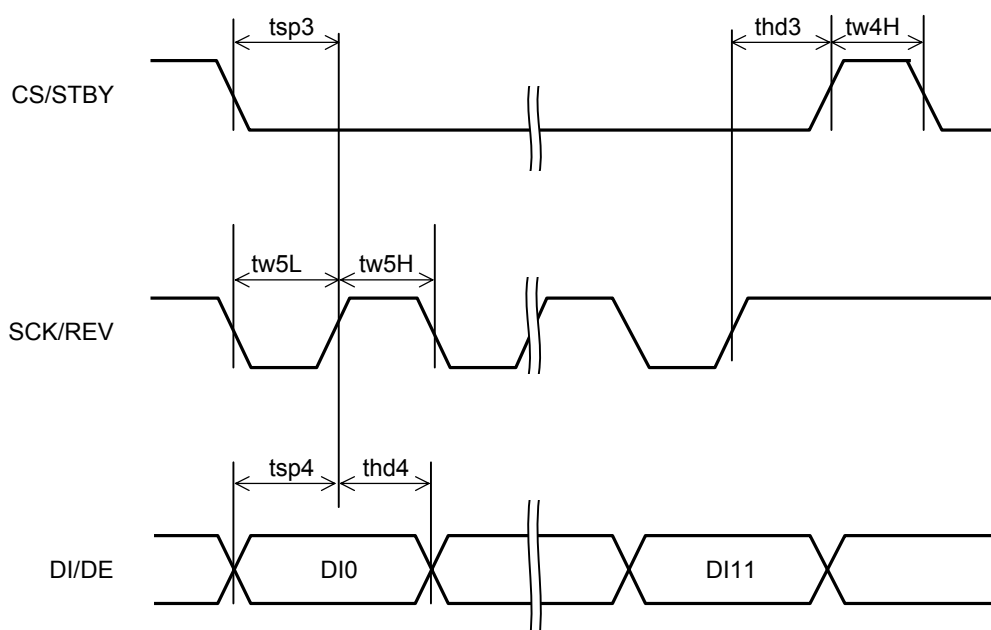 tsp3 thd3 tw4H
CS/STBY
tw5L tw5H
SCK/REV
tsp4 thd4
DI/DE DI0 DI11